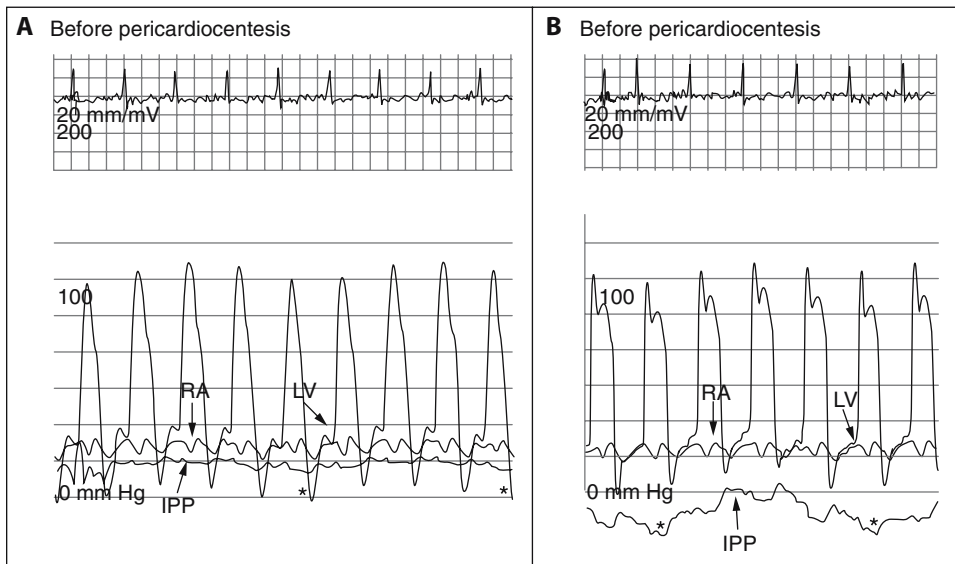 A Before pericardiocentesis
20 mm/mV
200
100
RA
LV
0 mm Hg
IPP
*
*
B Before pericardiocentesis
20 mm/mV
200
100
RA
LV
0 mm Hg
*
*
IPP